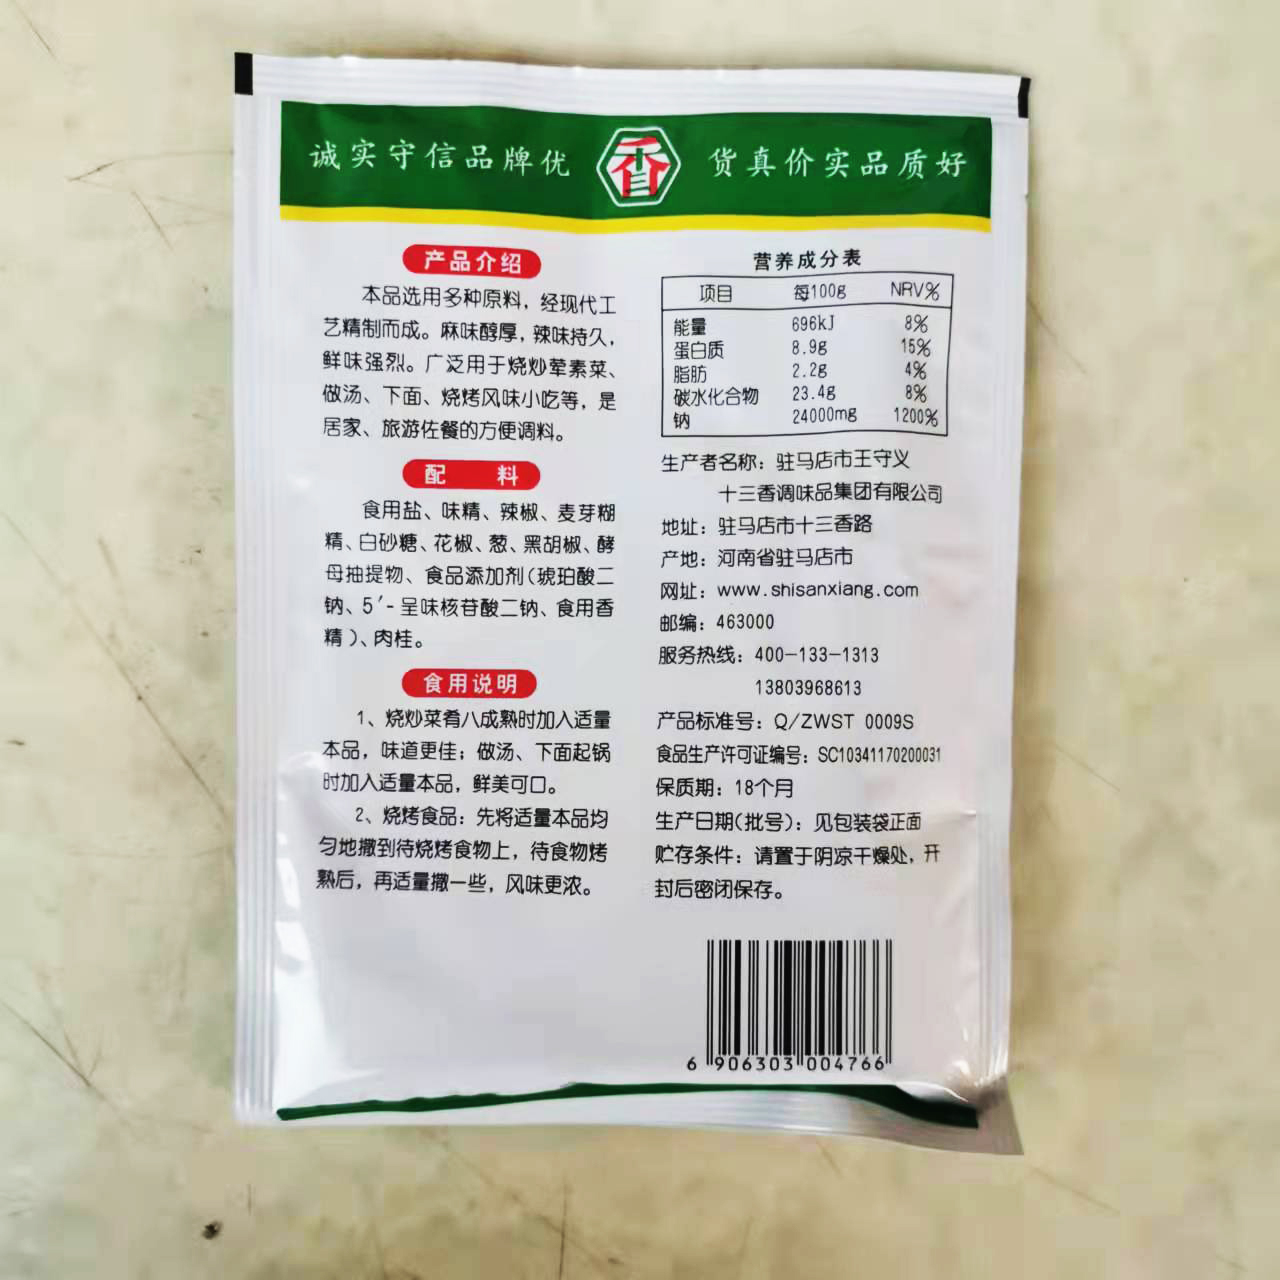 诚实守信品牌优
香
货真价实品质好
产品介绍
本品选用多种原料，经现代工
艺精制而成。麻味醇厚，辣味持久，
鲜味强烈。广泛用于烧炒荤素菜、
做汤、下面、烧烤风味小吃等，是
居家、旅游佐餐的方便调料。
配 料
食用盐、味精、辣椒、麦芽糊
精、白砂糖、花椒、葱、黑胡椒、酵
母抽提物、食品添加剂（琥珀酸二
钠、5′-呈味核苷酸二钠、食用香
精）、肉桂。
食用说明
1、烧炒菜肴八成熟时加入适量
本品，味道更佳；做汤、下面起锅
时加入适量本品，鲜美可口。
2、烧烤食品：先将适量本品均
匀地撒到待烧烤食物上，待食物烤
熟后，再适量撒一些，风味更浓。
营养成分表
项目 每100g NRV%
能量 696kJ 8%
蛋白质 8.9g 15%
脂肪 2.2g 4%
碳水化合物 23.4g 8%
钠 24000mg 1200%
生产者名称：驻马店市王守义
十三香调味品集团有限公司
地址：驻马店市十三香路
产地：河南省驻马店市
网址：www.shisanxiang.com
邮编：463000
服务热线：400-133-1313
13803968613
产品标准号：Q/ZWST 0009S
食品生产许可证编号：SC10341170200031
保质期：18个月
生产日期（批号）：见包装袋正面
贮存条件：请置于阴凉干燥处，开
封后密闭保存。
6 906303 004766